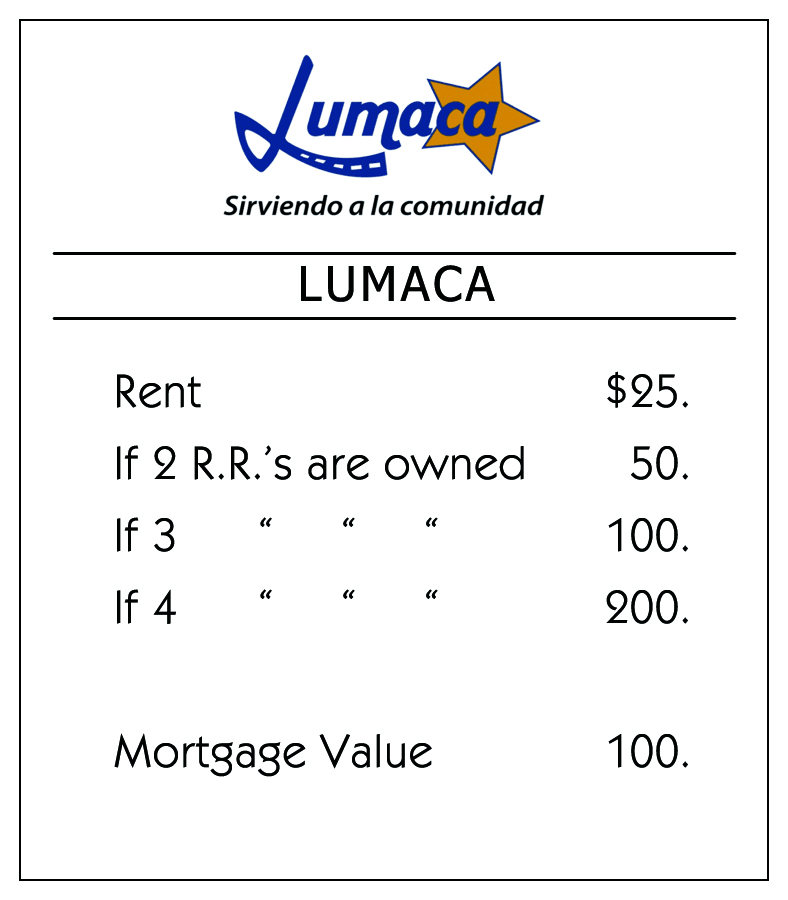 Lumaca
Sirviendo a la comunidad
LUMACA
Rent $25.
If 2 R.R.’s are owned 50.
If 3 “ “ “ 100.
If 4 “ “ “ 200.
Mortgage Value 100.